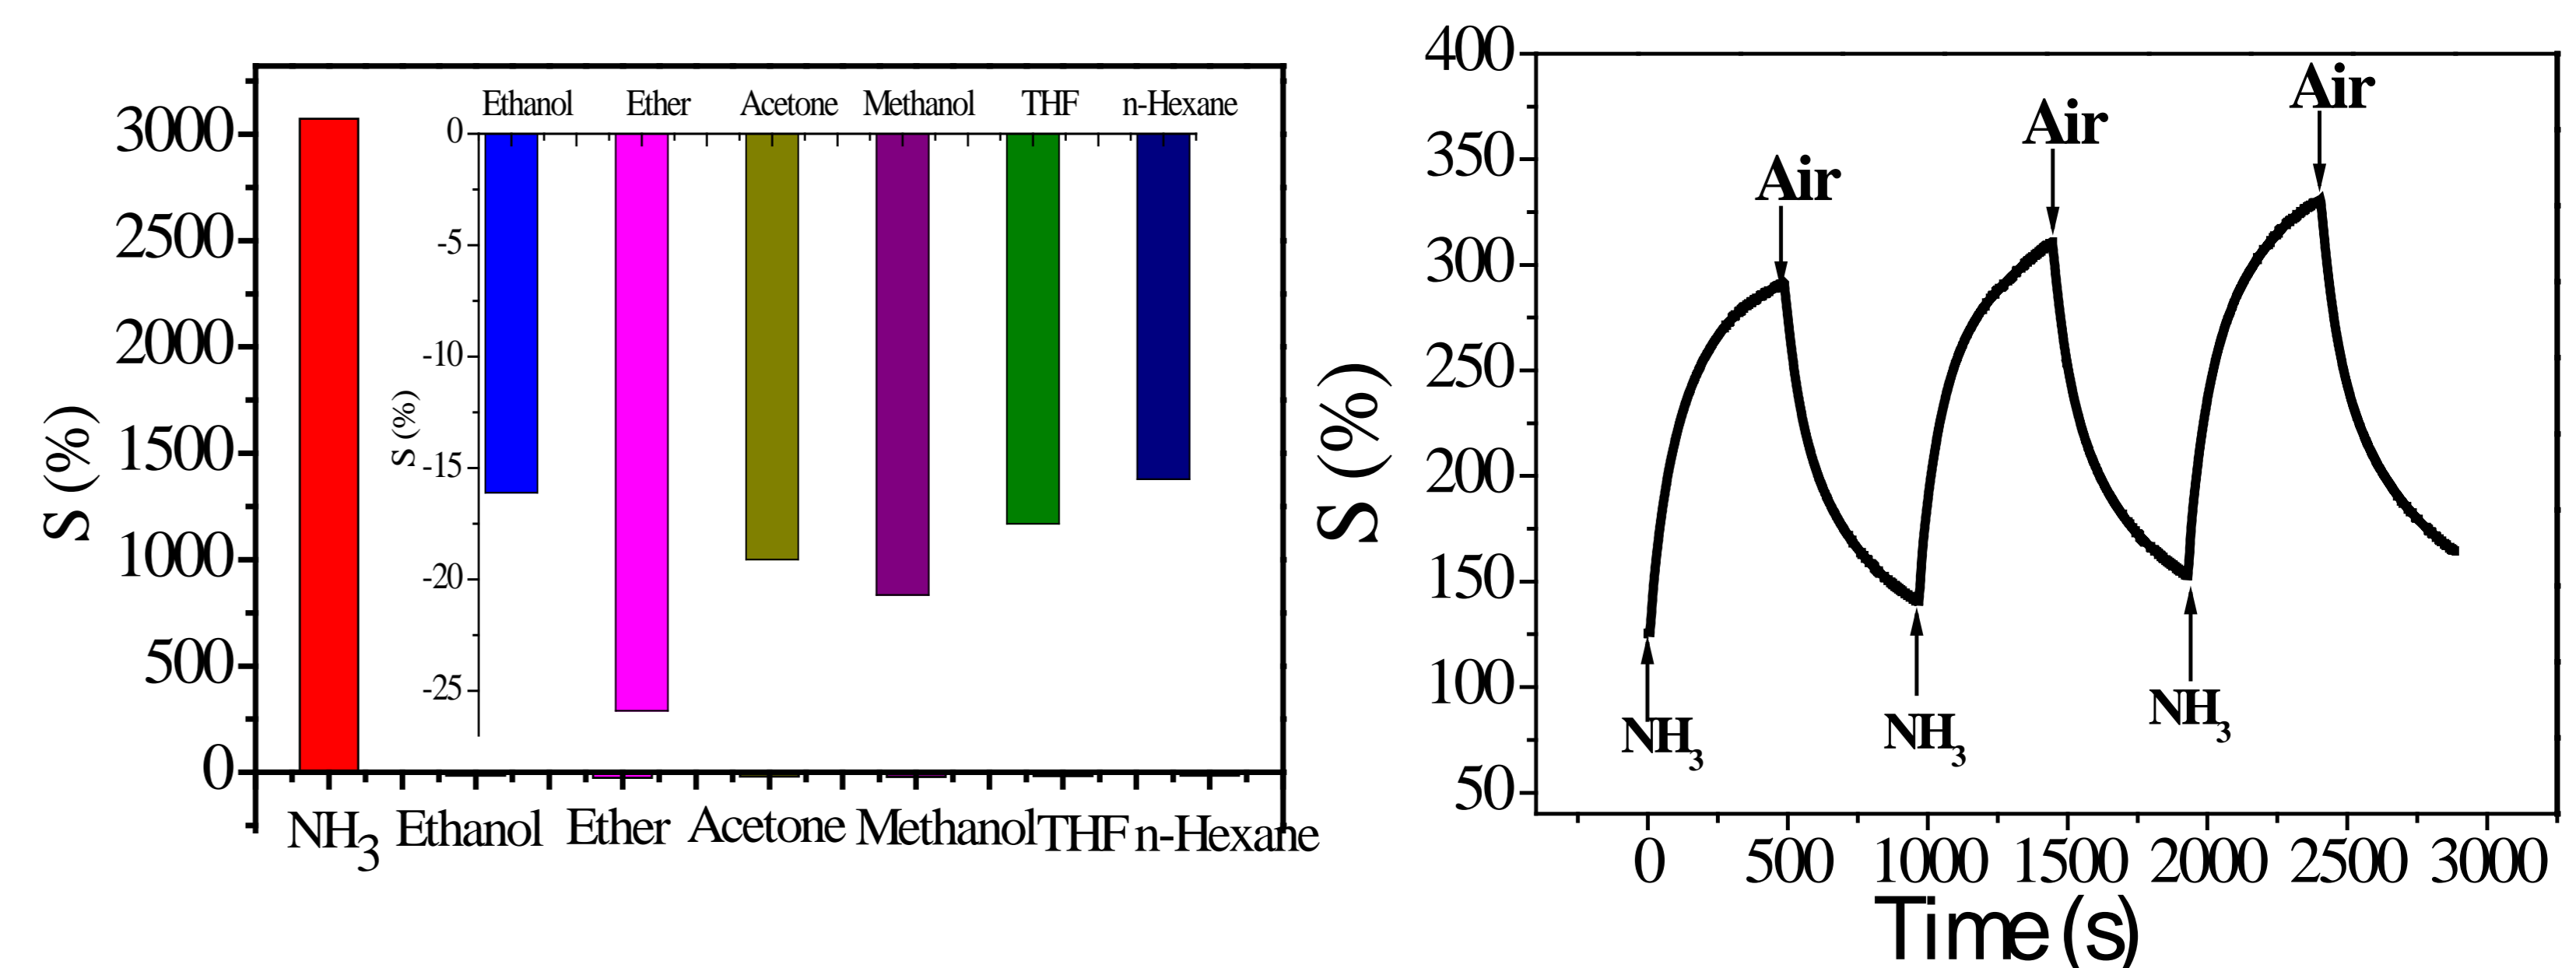 Ethanol Ether Acetone Methanol THF n-Hexane
0
-5
-10
-15
-20
-25
S (%)
3000
2500
2000
1500
1000
500
0
S (%)
NH3 Ethanol Ether Acetone Methanol THF n-Hexane
400
350
300
250
200
150
100
50
S (%)
Air
Air
Air
NH3
NH3
NH3
0 500 1000 1500 2000 2500 3000
Time (s)